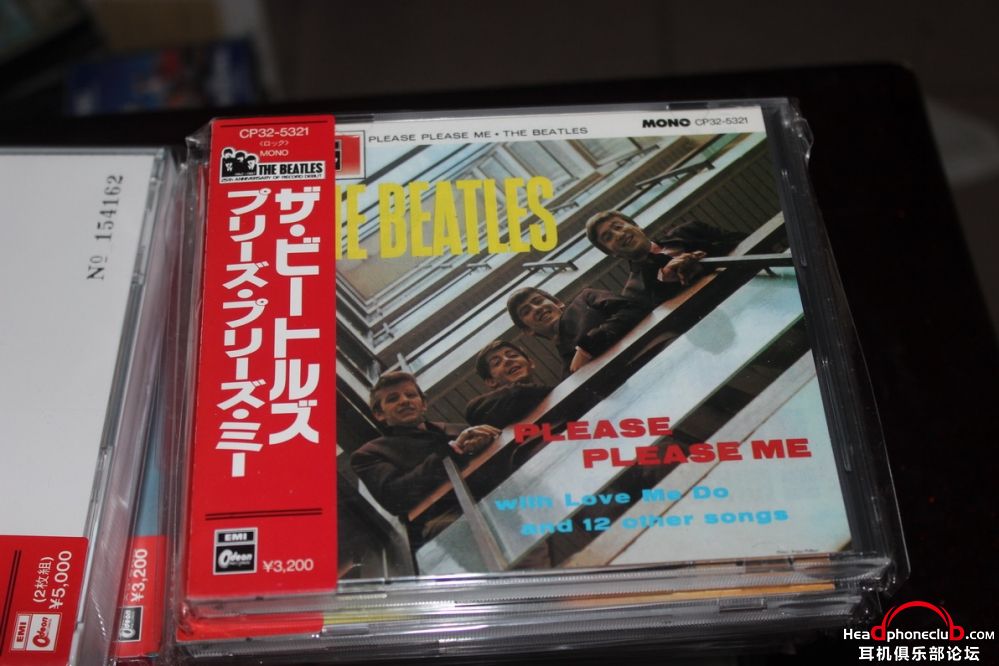 CP32-5321
〈ロック〉
MONO
THE BEATLES
25th ANNIVERSARY OF RECORD DEBUT
ザ・ビートルズ
プリーズ・プリーズ・ミー
EMI
Odeon
¥3,200
PLEASE PLEASE ME • THE BEATLES
MONO CP32-5321
THE BEATLES
PLEASE
PLEASE ME
with Love Me Do
and 12 other songs
No 154162
(2枚組)
¥5,000
EMI
Odeon
¥3,200
HeadphoneclubD.com
耳机俱乐部论坛